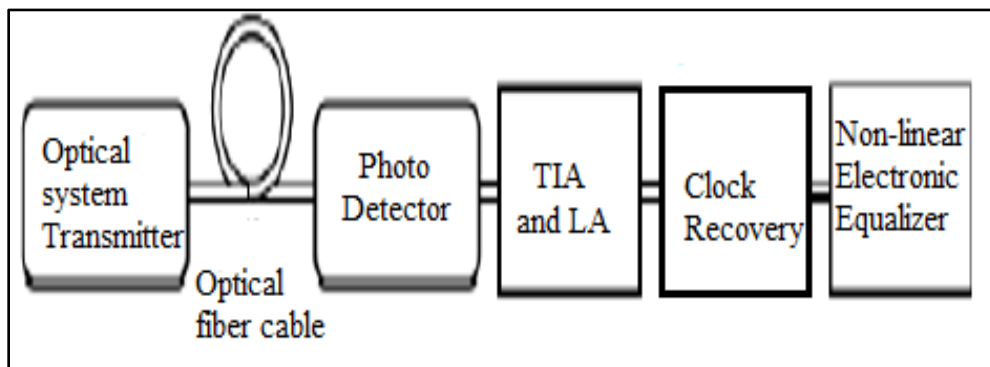 Optical
system
Transmitter
Optical
fiber cable
Photo
Detector
TIA
and LA
Clock
Recovery
Non-linear
Electronic
Equalizer